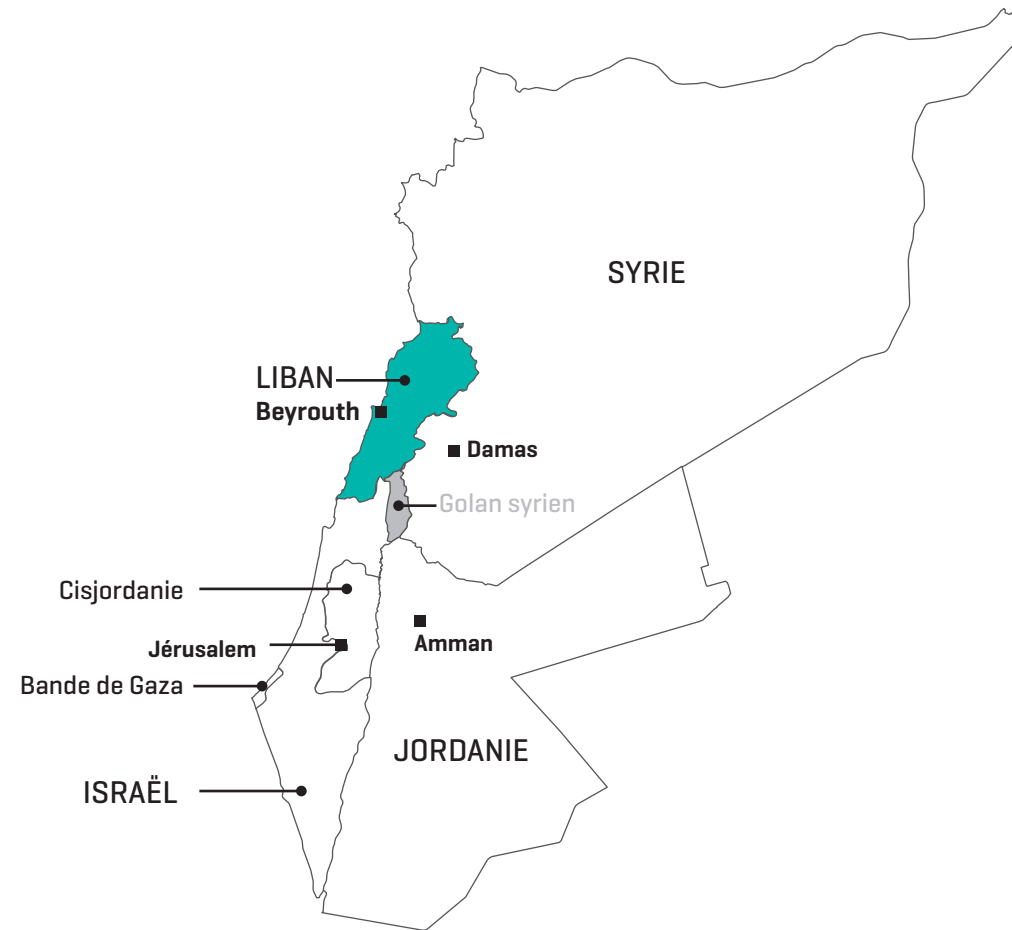 SYRIE
LIBAN
Beyrouth
Damas
Golan syrien
Cisjordanie
Jérusalem
Amman
Bande de Gaza
JORDANIE
ISRAËL